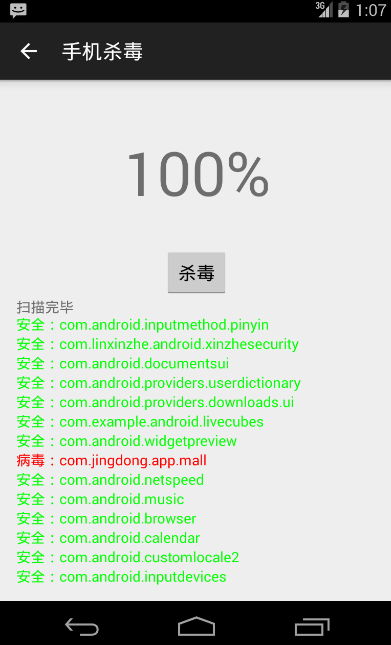 3G 1:07
手机杀毒
100%
杀毒
扫描完毕
安全：com.android.inputmethod.pinyin
安全：com.linxinzhe.android.xinzhesecurity
安全：com.android.documentsui
安全：com.android.providers.userdictionary
安全：com.android.providers.downloads.ui
安全：com.example.android.livecubes
安全：com.android.widgetpreview
病毒：com.jingdong.app.mall
安全：com.android.netspeed
安全：com.android.music
安全：com.android.browser
安全：com.android.calendar
安全：com.android.customlocale2
安全：com.android.inputdevices